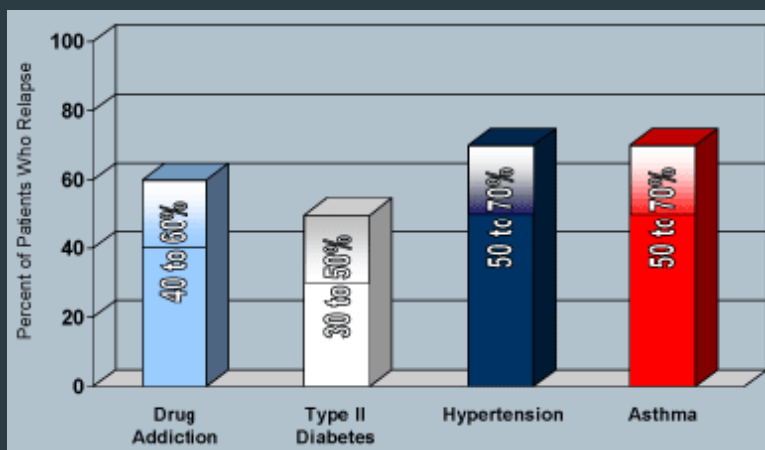 Percent of Patients Who Relapse
100
80
60
40
20
0
40 to 60%
30 to 50%
50 to 70%
50 to 70%
Drug
Addiction
Type II
Diabetes
Hypertension
Asthma